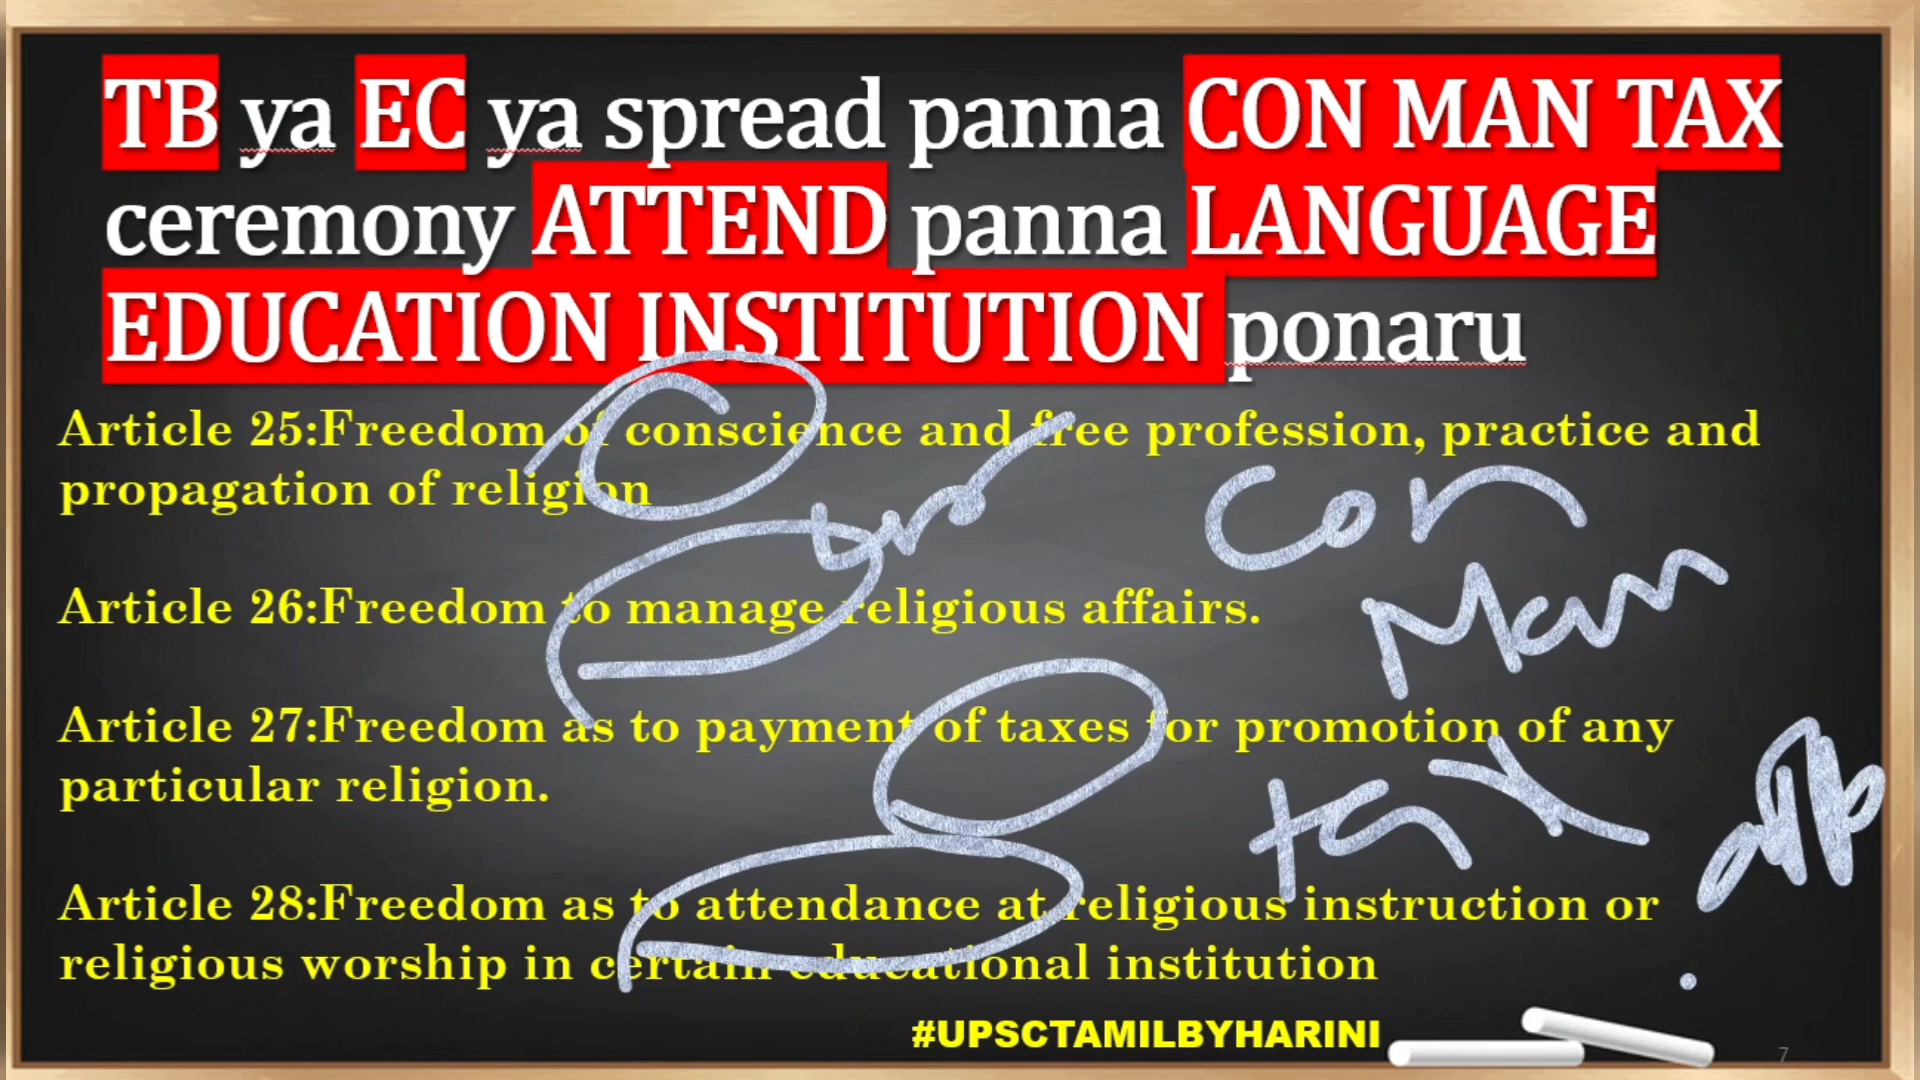 TB ya EC ya spread panna CON MAN TAX
ceremony ATTEND panna LANGUAGE
EDUCATION INSTITUTION ponaru
Article 25:Freedom of conscience and free profession, practice and
propagation of religion
Con
Man
Article 26:Freedom to manage religious affairs.
Article 27:Freedom as to payment of taxes for promotion of any
particular religion.
tax
Article 28:Freedom as to attendance at religious instruction or
religious worship in certain educational institution
#UPSCTAMILBYHARINI
7